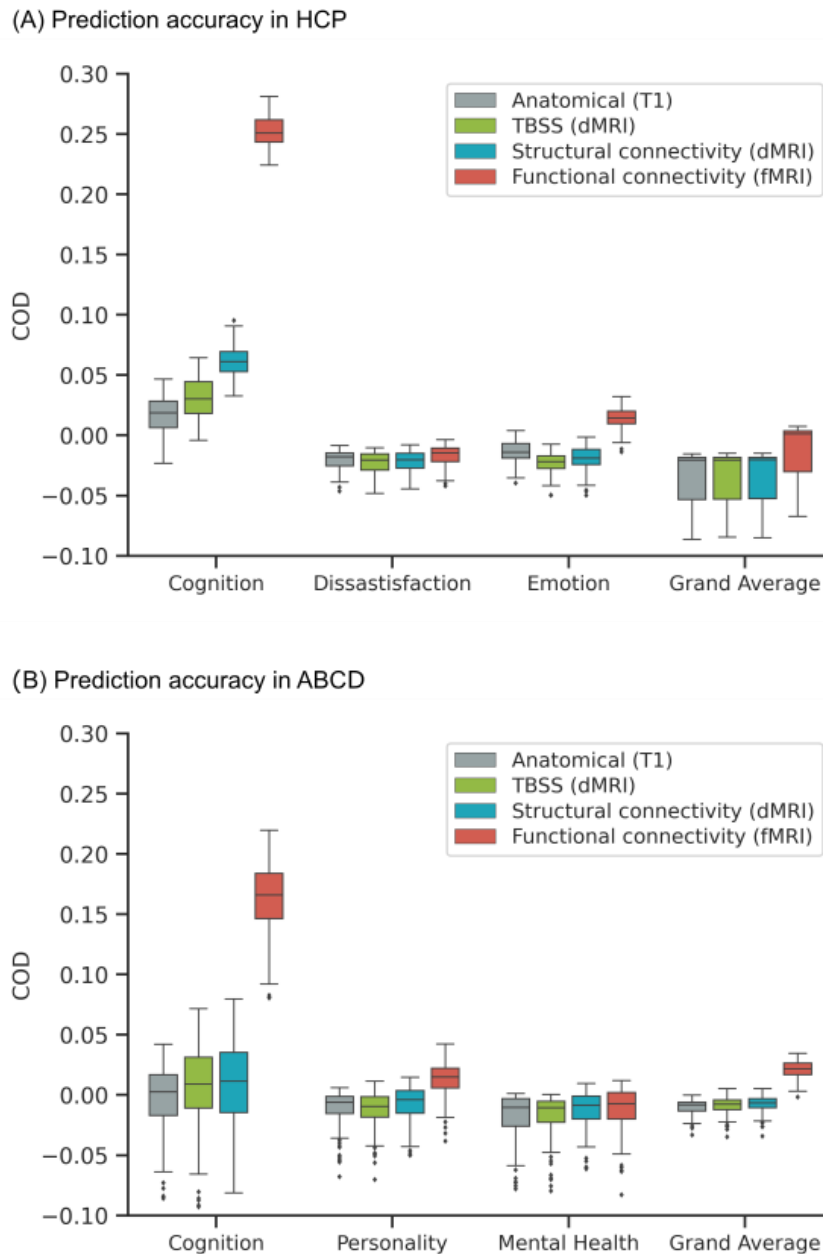 (A) Prediction accuracy in HCP
0.30
0.25
0.20
0.15
0.10
0.05
0.00
−0.05
−0.10
COD
Anatomical (T1)
TBSS (dMRI)
Structural connectivity (dMRI)
Functional connectivity (fMRI)
Cognition Dissastisfaction Emotion Grand Average
(B) Prediction accuracy in ABCD
0.30
0.25
0.20
0.15
0.10
0.05
0.00
−0.05
−0.10
COD
Anatomical (T1)
TBSS (dMRI)
Structural connectivity (dMRI)
Functional connectivity (fMRI)
Cognition Personality Mental Health Grand Average